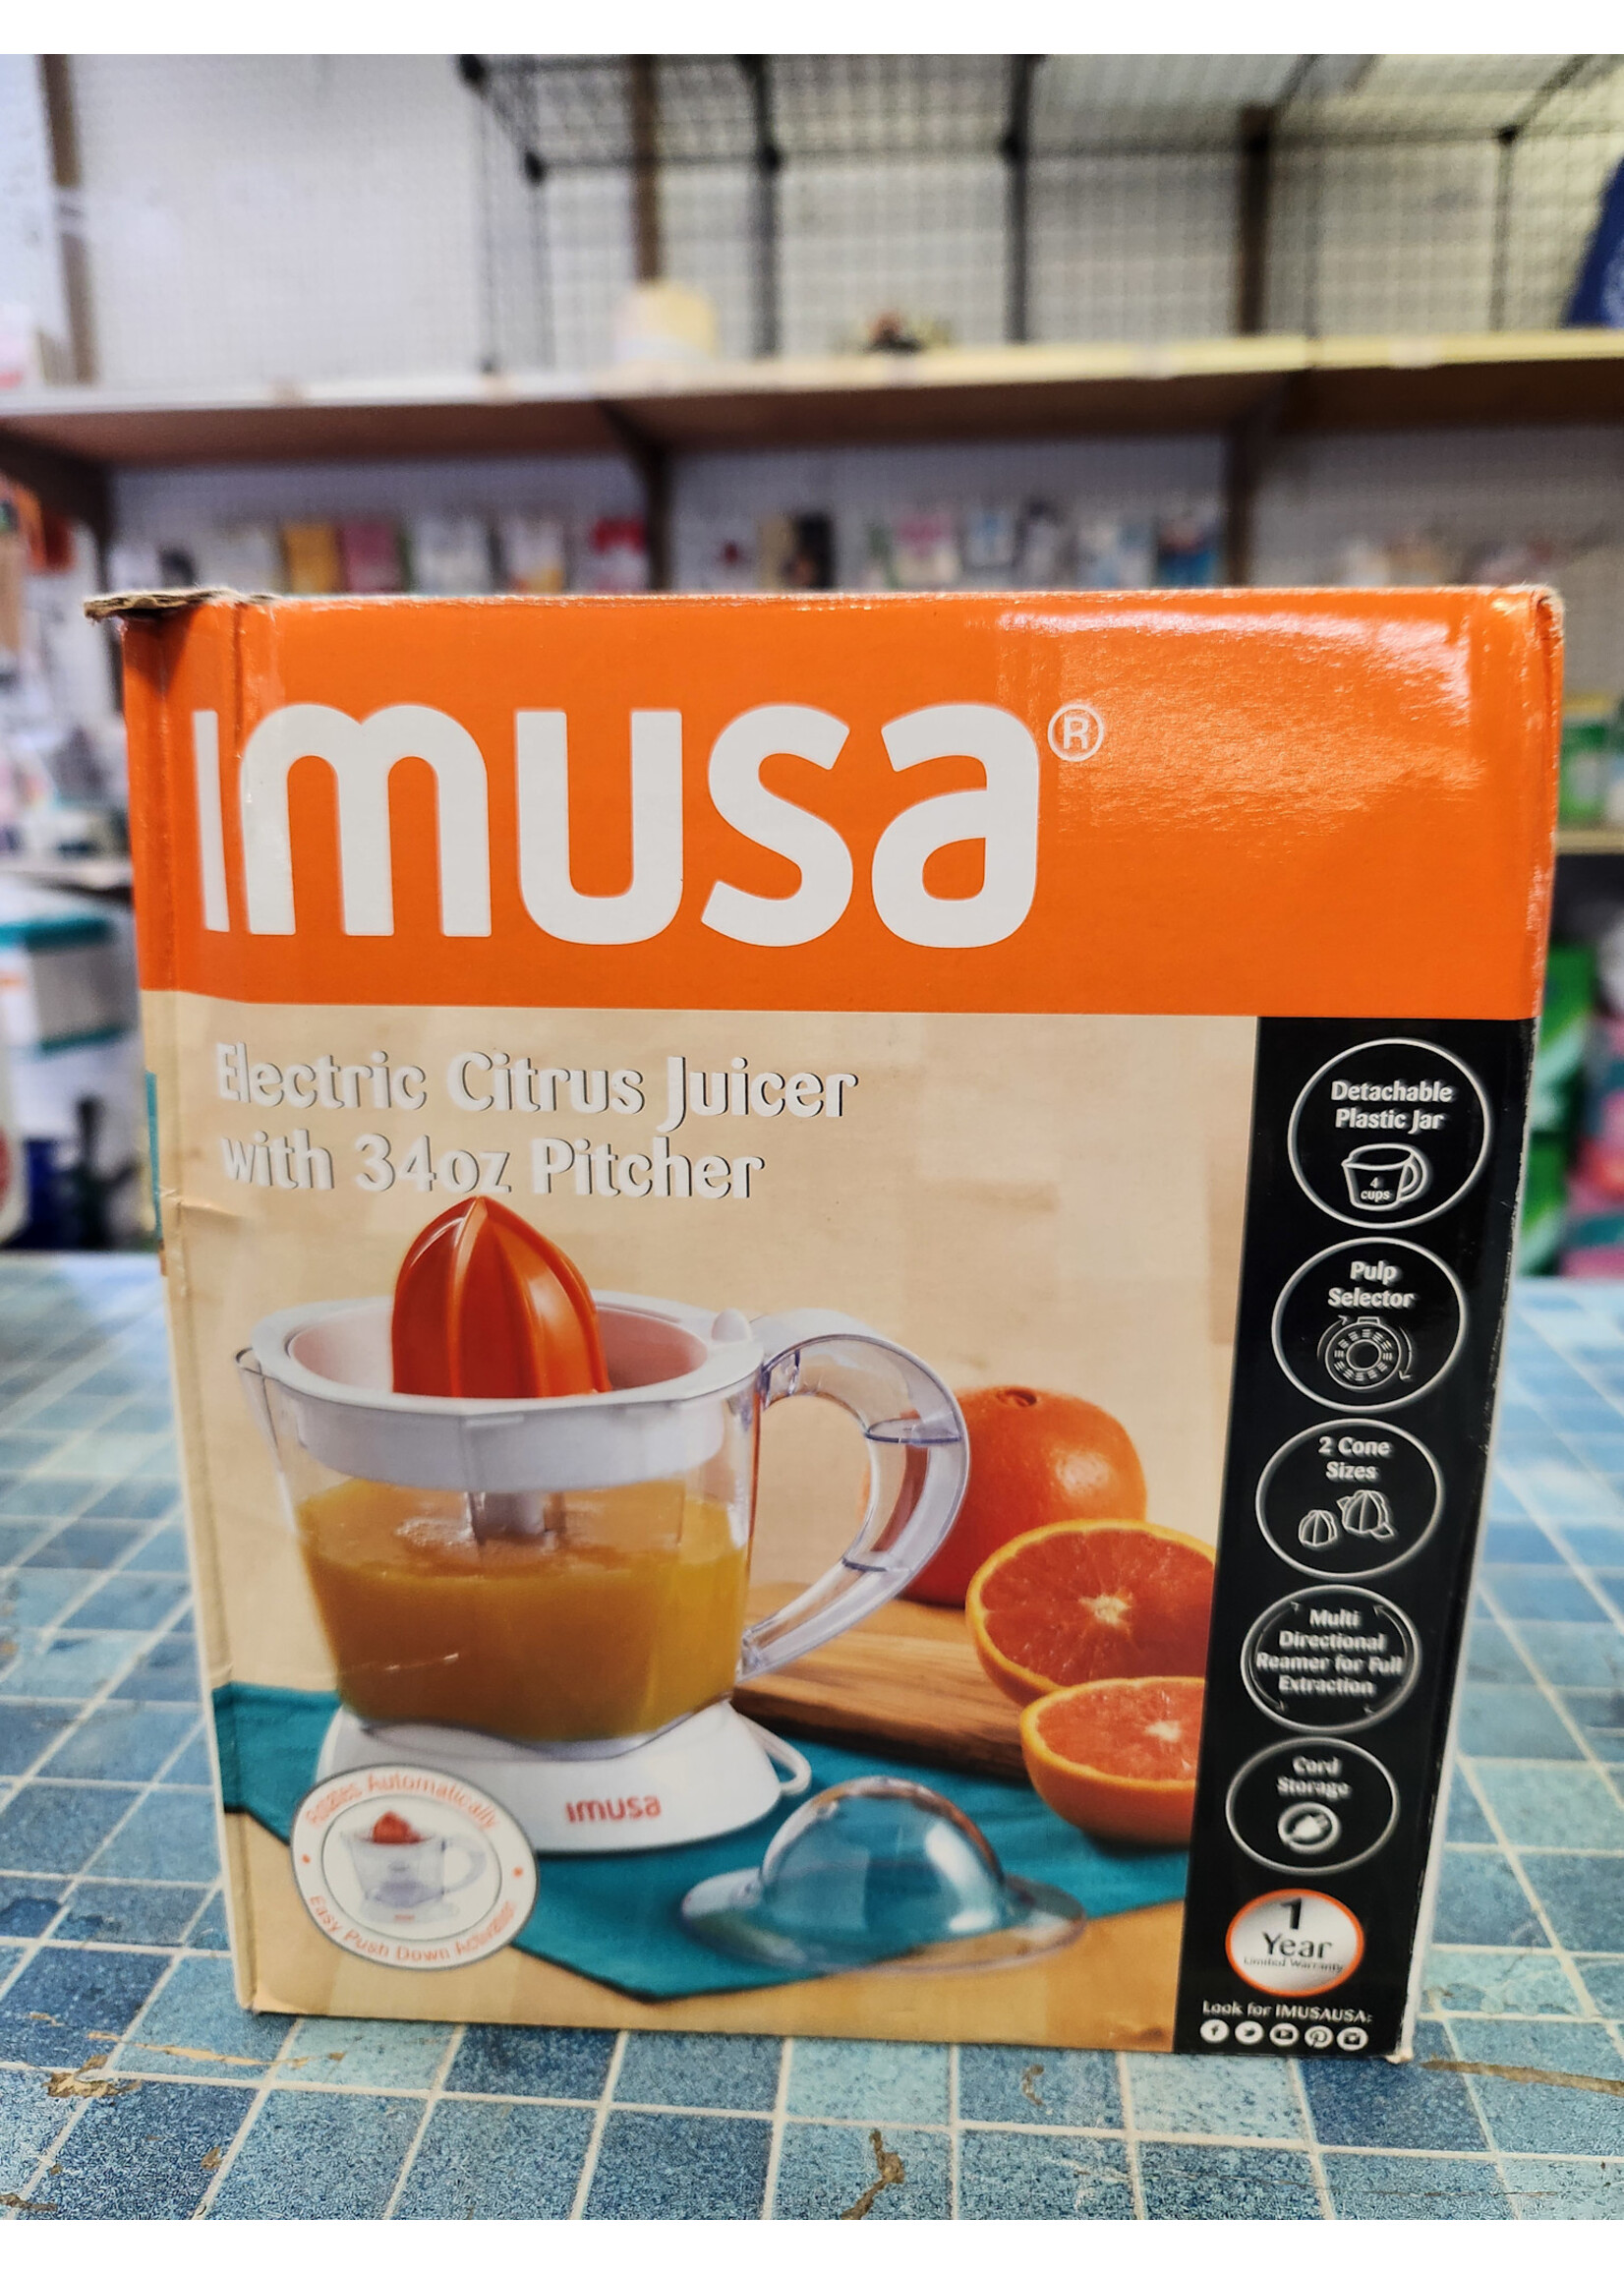 IMUSA®
Electric Citrus Juicer
with 34oz Pitcher
Detachable
Plastic Jar
4
cups
Pulp
Selector
2 Cone
Sizes
Multi
Directional
Reamer for Full
Extraction
Cord
Storage
1
Year
Limited Warranty
Look for IMUSAUSA:
IMUSA
Rotates Automatically
Easy Push Down Activator